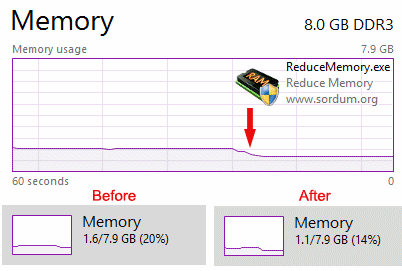 Memory 8.0 GB DDR3
Memory usage 7.9 GB
RAM
ReduceMemory.exe
Reduce Memory
www.sordum.org
60 seconds 0
Before After
Memory Memory
1.6/7.9 GB (20%) 1.1/7.9 GB (14%)